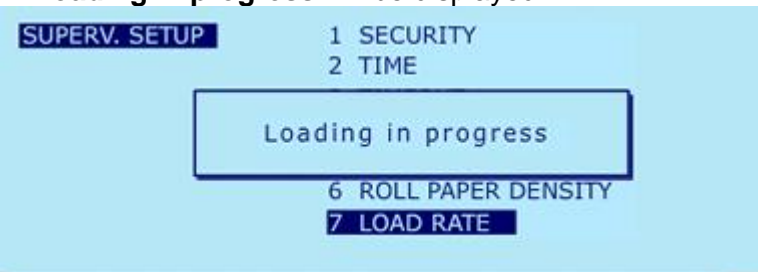 SUPERV. SETUP 1 SECURITY
2 TIME
Loading in progress
6 ROLL PAPER DENSITY
7 LOAD RATE